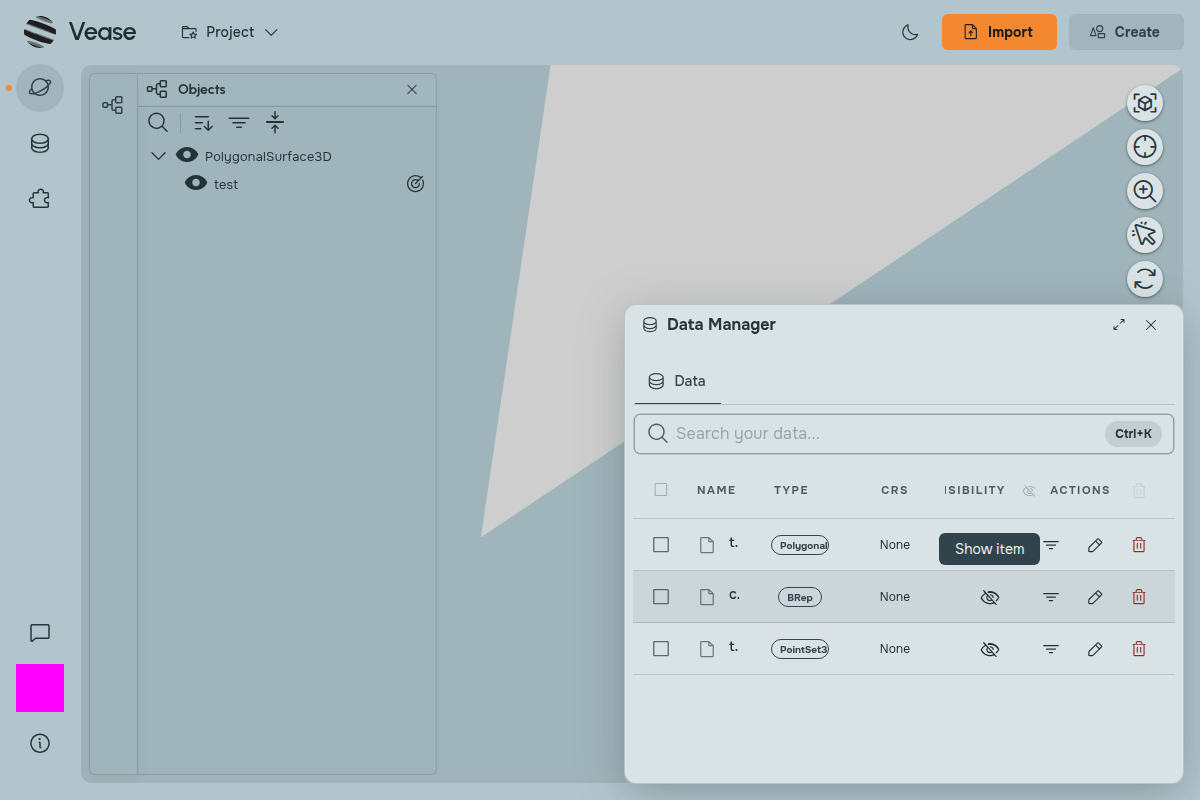 Vease
Project
Import
Create
Objects
PolygonalSurface3D
test
Data Manager
Data
Search your data...
Ctrl+K
NAME TYPE CRS ISIBILITY ACTIONS
t. Polygonal None
Show item
c. BRep None
t. PointSet3 None